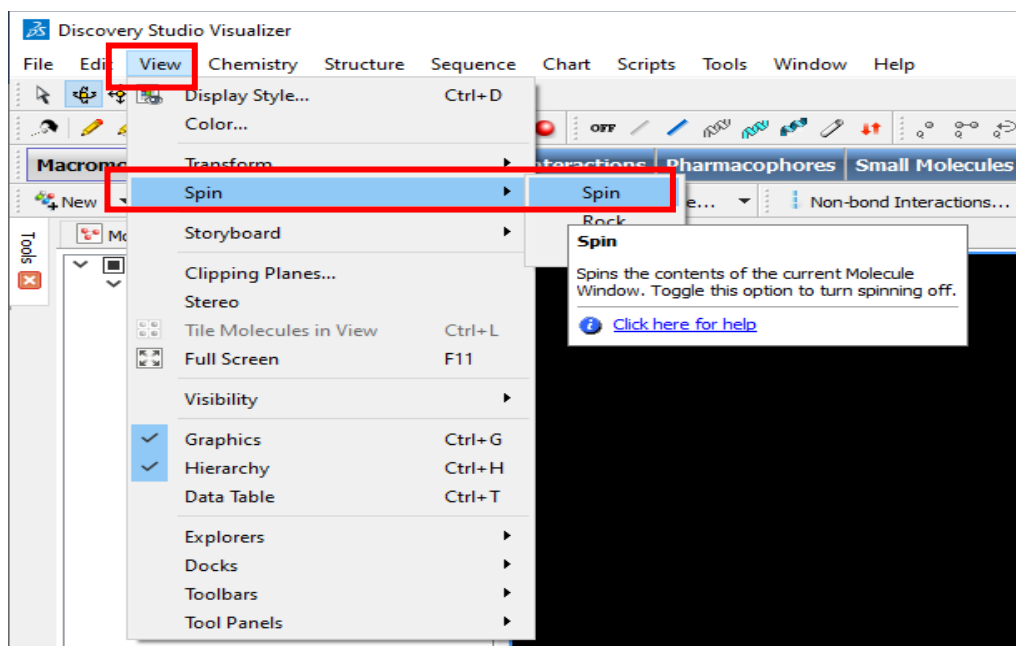 Discovery Studio Visualizer
File Edit View Chemistry Structure Sequence Chart Scripts Tools Window Help
Display Style... Ctrl+D
Color...
OFF
Transform
Macromo
Interactions Pharmacophores Small Molecules
Spin
Spin
New
e... Non-bond Interactions...
Rock
Tools
Mo
Storyboard
Spin
Spins the contents of the current Molecule
Window. Toggle this option to turn spinning off.
Click here for help
Clipping Planes...
Stereo
Tile Molecules in View Ctrl+L
Full Screen F11
Visibility
Graphics Ctrl+G
Hierarchy Ctrl+H
Data Table Ctrl+T
Explorers
Docks
Toolbars
Tool Panels